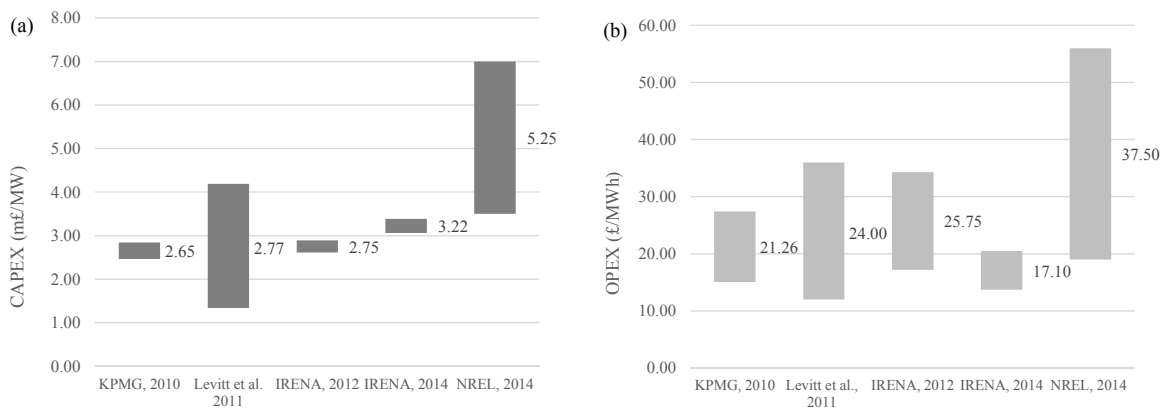 (a)
CAPEX (m£/MW)
8.00
7.00
6.00
5.00
4.00
3.00
2.00
1.00
0.00
2.65
2.77
2.75
3.22
5.25
KPMG, 2010
Levitt et al.
2011
IRENA, 2012
IRENA, 2014
NREL, 2014
(b)
OPEX (£/MWh)
60.00
50.00
40.00
30.00
20.00
10.00
0.00
21.26
24.00
25.75
17.10
37.50
KPMG, 2010
Levitt et al.,
2011
IRENA, 2012
IRENA, 2014
NREL, 2014